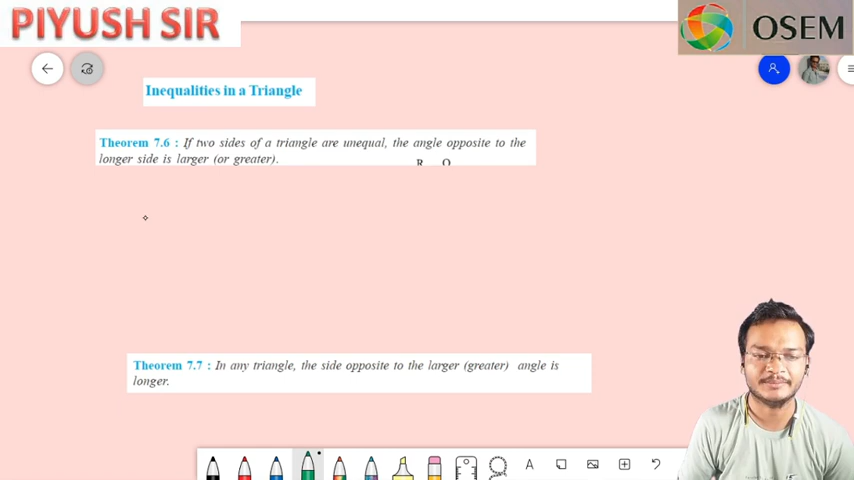 PIYUSH SIR
OSEM
Inequalities in a Triangle
Theorem 7.6 : If two sides of a triangle are unequal, the angle opposite to the
longer side is larger (or greater).
R Q
Theorem 7.7 : In any triangle, the side opposite to the larger (greater) angle is
longer.
A